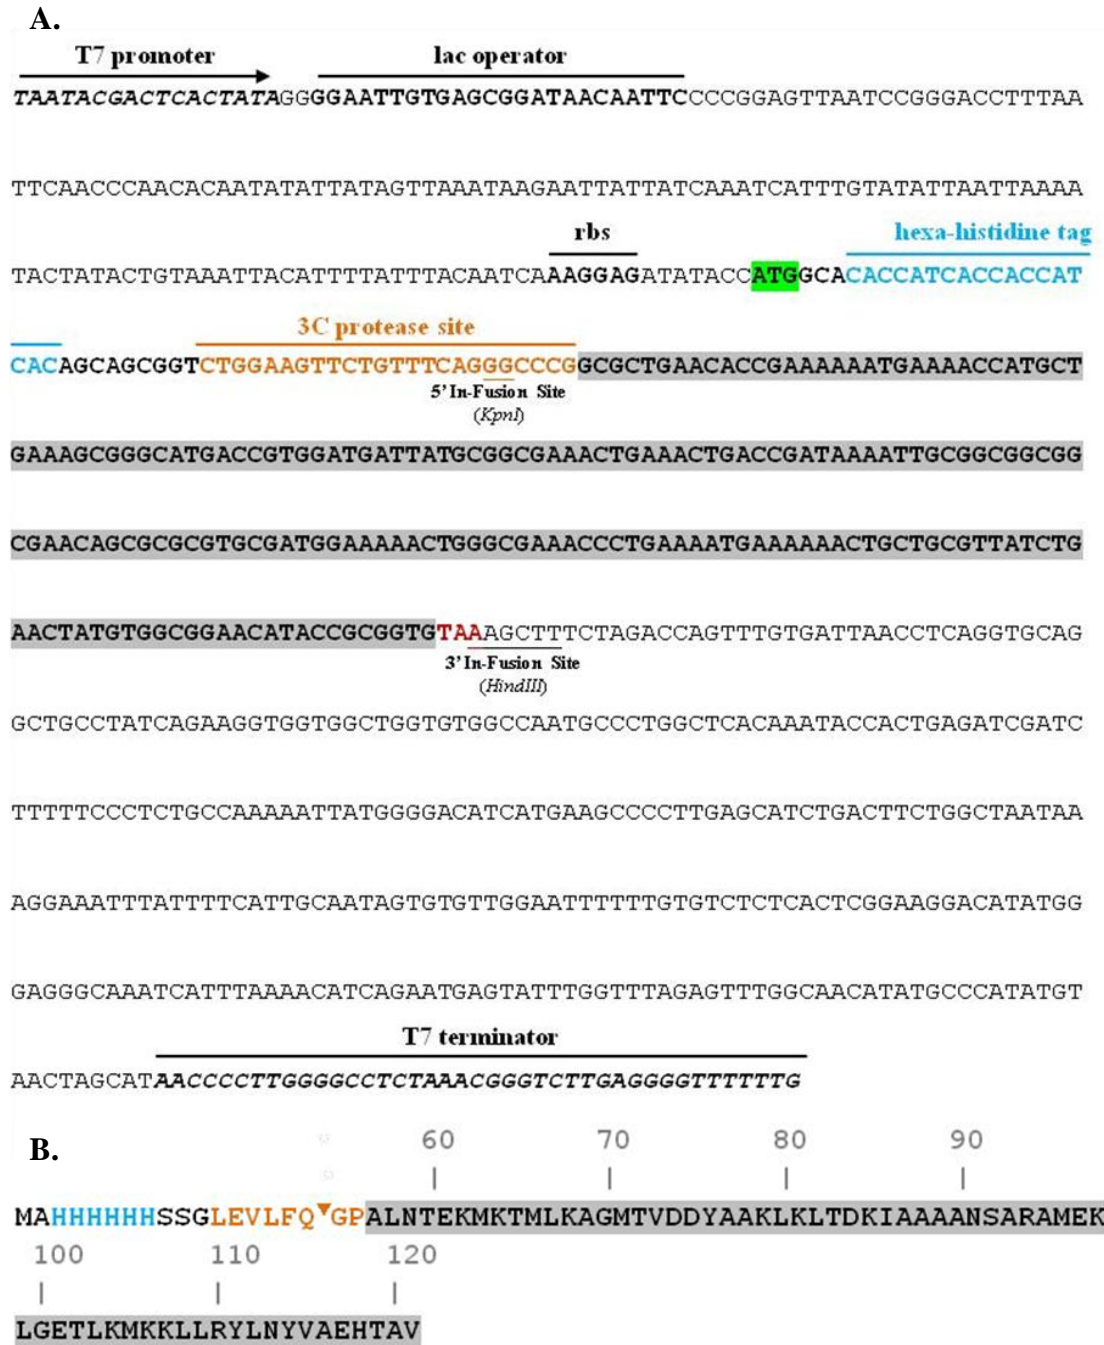 A.
T7 promoter lac operator
TAATACGACTCACTATAGGGGAATTGTGAGCGGATAACAATTCCCCGGAGTTAATCCGGGACCTTTAA
TTCAACCCAACACAATATATTATAGTTAAATAAGAATTATTATCAAATCATTTGTATATTAATTAAAA
rbs hexa-histidine tag
TACTATACTGTAAATTACATTTTATTTACAATCAAAGGAGATATACCATGGCACACCATCACCACCAT
3C protease site
CACAGCAGCGGTCTGGAAGTTCTGTTTCAGGGCCCGGCGCTGAACACCGAAAAAATGAAAACCATGCT
5' In-Fusion Site
(KpnI)
GAAAGCGGGCATGACCGTGGATGATTATGCGGCGAAACTGAAACTGACCGATAAAATTGCGGCGGCGG
CGAACAGCGCGCGTGCGATGGAAAAACTGGGCGAAACCCTGAAAATGAAAAAACTGCTGCGTTATCTG
AACTATGTGGCGGAACATACCGCGGTGTAAAGCTTTCTAGACCAGTTTGTGATTAACCTCAGGTGCAG
3' In-Fusion Site
(HindIII)
GCTGCCTATCAGAAGGTGGTGGCTGGTGTGGCCAATGCCCTGGCTCACAAATACCACTGAGATCGATC
TTTTTCCCTCTGCCAAAAATTATGGGGACATCATGAAGCCCCTTGAGCATCTGACTTCTGGCTAATAA
AGGAAATTTATTTTCATTGCAATAGTGTGTTGGAATTTTTTGTGTCTCTCACTCGGAAGGACATATGG
GAGGGCAAATCATTTAAAACATCAGAATGAGTATTTGGTTTAGAGTTTGGCAACATATGCCCATATGT
T7 terminator
AACTAGCATAACCCCTTGGGGCCTCTAAACGGGTCTTGAGGGGTTTTTTG
B.
60 70 80 90
MAHHHHHHSSGLEVLFQ▼GPALNTEKMKTMLKAGMTVDDYAAKLKLTDKIAAAANSARAMEK
100 110 120
LGETLKMKKLLRYLNYVAEHTAV